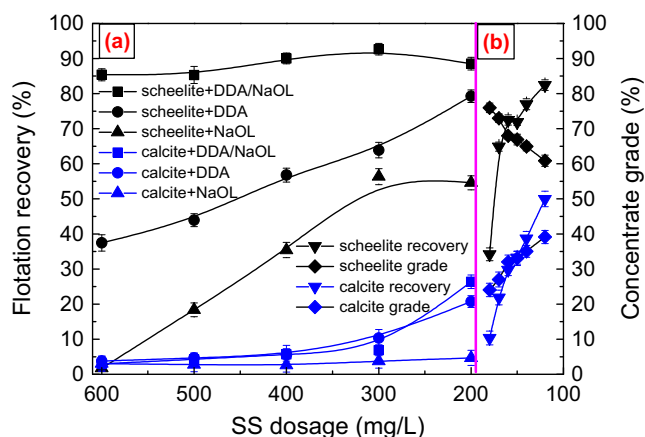 (a)
(b)
100
90
80
70
60
50
40
30
20
10
0
Flotation recovery (%)
scheelite+DDA/NaOL
scheelite+DDA
scheelite+NaOL
calcite+DDA/NaOL
calcite+DDA
calcite+NaOL
scheelite recovery
scheelite grade
calcite recovery
calcite grade
100
90
80
70
60
50
40
30
20
10
0
Concentrate grade (%)
600 500 400 300 200 100
SS dosage (mg/L)